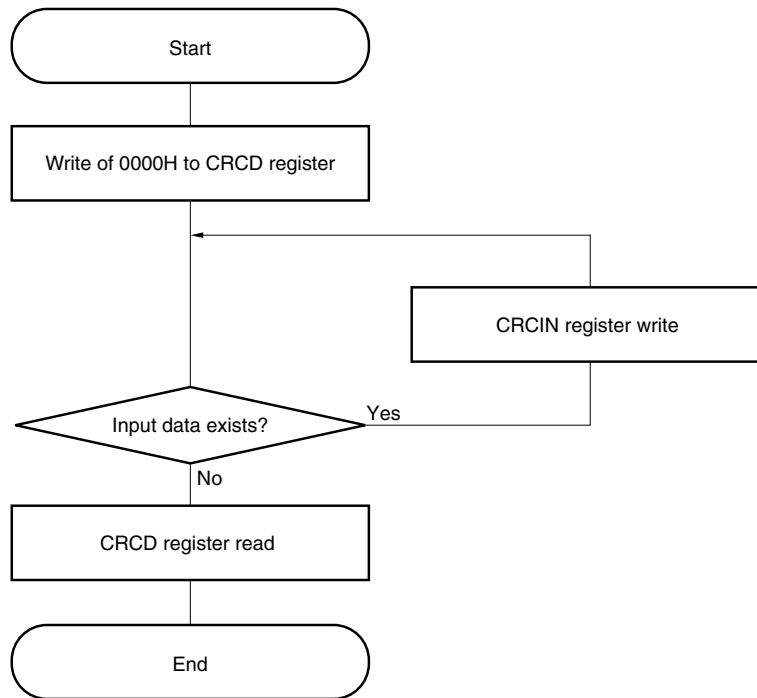 Start
Write of 0000H to CRCD register
CRCIN register write
Input data exists?
Yes
No
CRCD register read
End